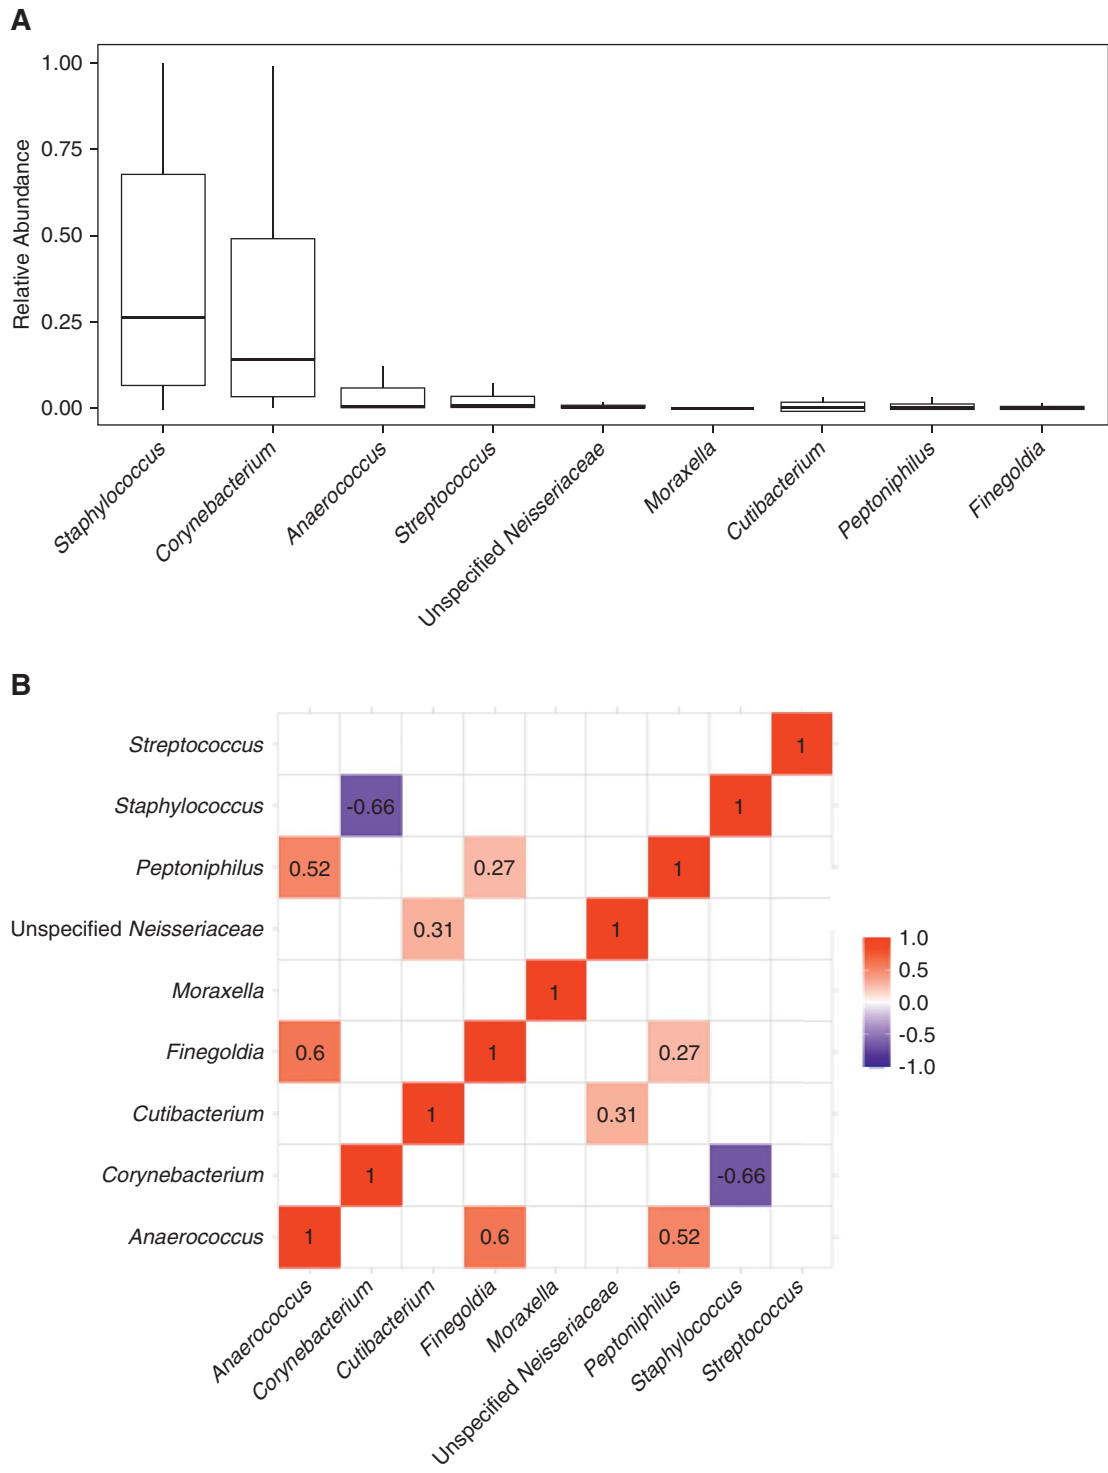 A
Relative Abundance
1.00
0.75
0.50
0.25
0.00
Staphylococcus
Corynebacterium
Anaerococcus
Streptococcus
Unspecified Neisseriaceae
Moraxella
Cutibacterium
Peptoniphilus
Finegoldia
B
Streptococcus 1
Staphylococcus -0.66 1
Peptoniphilus 0.52 0.27 1
Unspecified Neisseriaceae 0.31 1
Moraxella 1
Finegoldia 0.6 1 0.27
Cutibacterium 1 0.31
Corynebacterium 1 -0.66
Anaerococcus 1 0.6 0.52
Anaerococcus
Corynebacterium
Cutibacterium
Finegoldia
Moraxella
Unspecified Neisseriaceae
Peptoniphilus
Staphylococcus
Streptococcus
1.0
0.5
0.0
-0.5
-1.0